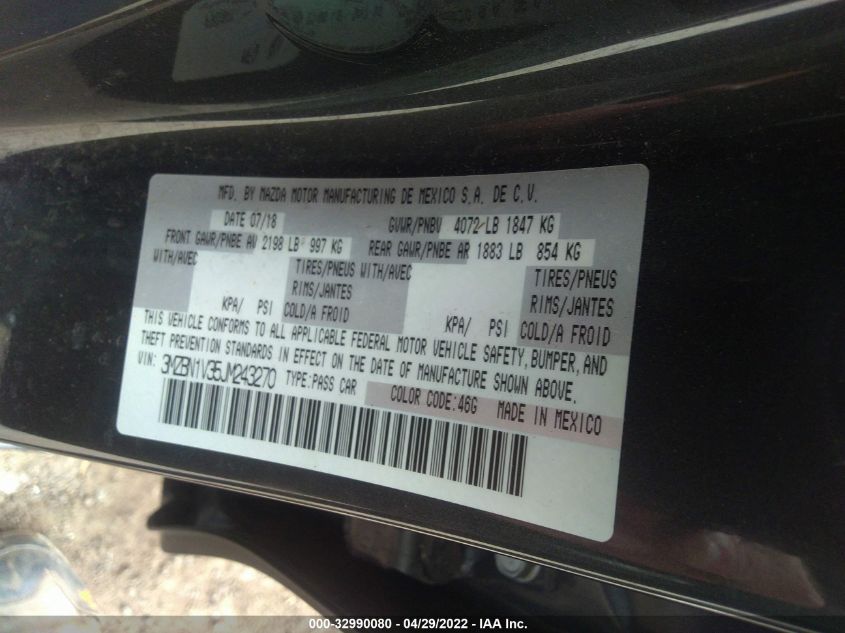 MFD. BY MAZDA MOTOR MANUFACTURING DE MEXICO S.A. DE C.V.
DATE 07/18 GVWR/PNBV 4072 LB 1847 KG
FRONT GAWR/PNBE AV 2198 LB 997 KG REAR GAWR/PNBE AR 1883 LB 854 KG
WITH/AVEC TIRES/PNEUS WITH/AVEC TIRES/PNEUS
RIMS/JANTES RIMS/JANTES
KPA/ PSI COLD/A FROID KPA/ PSI COLD/A FROID
THIS VEHICLE CONFORMS TO ALL APPLICABLE FEDERAL MOTOR VEHICLE SAFETY, BUMPER, AND
THEFT PREVENTION STANDARDS IN EFFECT ON THE DATE OF MANUFACTURE SHOWN ABOVE.
VIN: 3MZBN1V35JM243270 TYPE:PASS CAR COLOR CODE:46G MADE IN MEXICO
000-32990080 - 04/29/2022 - IAA Inc.